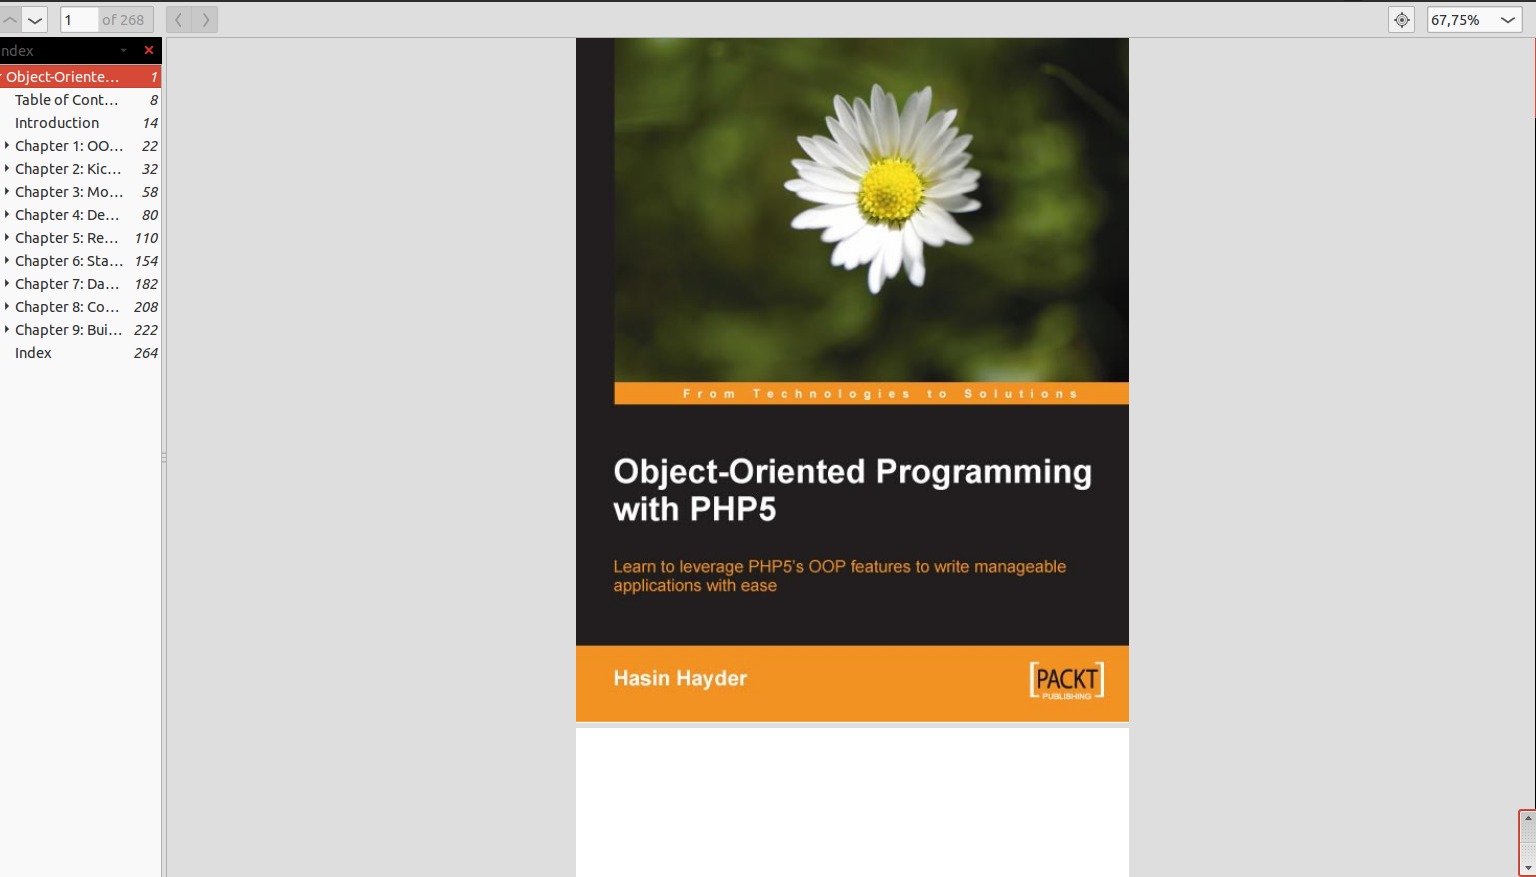 1 of 268
67,75%
ndex
Object-Oriente... 1
Table of Cont... 8
Introduction 14
Chapter 1: OO... 22
Chapter 2: Kic... 32
Chapter 3: Mo... 58
Chapter 4: De... 80
Chapter 5: Re... 110
Chapter 6: Sta... 154
Chapter 7: Da... 182
Chapter 8: Co... 208
Chapter 9: Bui... 222
Index 264
From Technologies to Solutions
Object-Oriented Programming
with PHP5
Learn to leverage PHP5's OOP features to write manageable
applications with ease
Hasin Hayder
[PACKT]
PUBLISHING